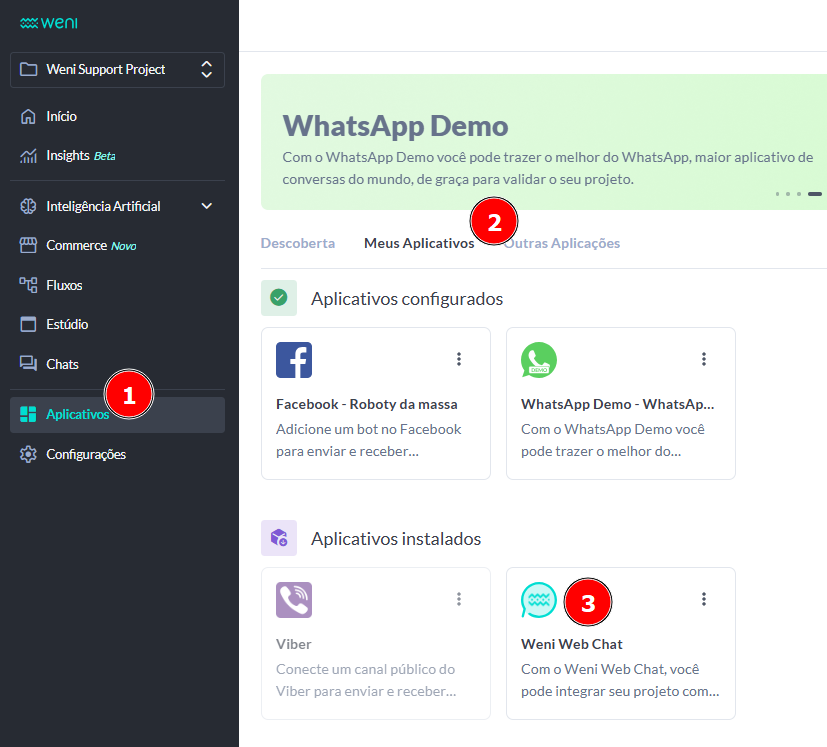 weni
Weni Support Project
Início
Insights Beta
Inteligência Artificial
Commerce Novo
Fluxos
Estúdio
Chats
1
Aplicativos
Configurações
WhatsApp Demo
Com o WhatsApp Demo você pode trazer o melhor do WhatsApp, maior aplicativo de
conversas do mundo, de graça para validar o seu projeto.
2
Descoberta Meus Aplicativos Outras Aplicações
Aplicativos configurados
Facebook - Roboty da massa
Adicione um bot no Facebook
para enviar e receber...
DEMO
WhatsApp Demo - WhatsAp...
Com o WhatsApp Demo você
pode trazer o melhor do...
Aplicativos instalados
Viber
Conecte um canal público do
Viber para enviar e receber...
3
Weni Web Chat
Com o Weni Web Chat, você
pode integrar seu projeto com...